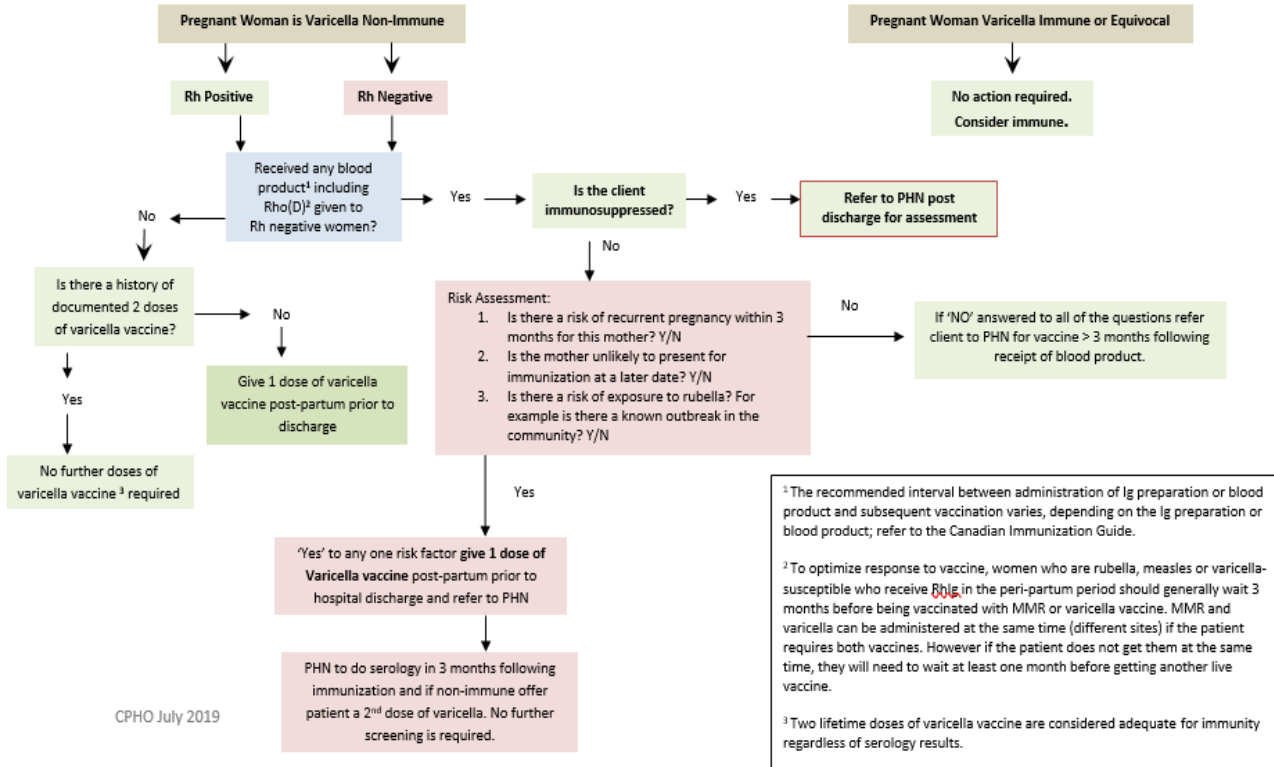 Pregnant Woman is Varicella Non-Immune
Pregnant Woman Varicella Immune or Equivocal
Rh Positive
Rh Negative
No action required.
Consider immune.
Received any blood
product¹ including
Rho(D)² given to
Rh negative women?
Yes
Is the client
immunosuppressed?
Yes
Refer to PHN post
discharge for assessment
No
No
Is there a history of
documented 2 doses
of varicella vaccine?
No
Yes
Give 1 dose of varicella
vaccine post-partum prior to
discharge
No further doses of
varicella vaccine ³ required
Risk Assessment:
1. Is there a risk of recurrent pregnancy within 3
months for this mother? Y/N
2. Is the mother unlikely to present for
immunization at a later date? Y/N
3. Is there a risk of exposure to rubella? For
example is there a known outbreak in the
community? Y/N
No
If ‘NO’ answered to all of the questions refer
client to PHN for vaccine > 3 months following
receipt of blood product.
Yes
‘Yes’ to any one risk factor give 1 dose of
Varicella vaccine post-partum prior to
hospital discharge and refer to PHN
PHN to do serology in 3 months following
immunization and if non-immune offer
patient a 2nd dose of varicella. No further
screening is required.
CPHO July 2019
¹ The recommended interval between administration of Ig preparation or blood
product and subsequent vaccination varies, depending on the Ig preparation or
blood product; refer to the Canadian Immunization Guide.
² To optimize response to vaccine, women who are rubella, measles or varicella-
susceptible who receive RhIg in the peri-partum period should generally wait 3
months before being vaccinated with MMR or varicella vaccine. MMR and
varicella can be administered at the same time (different sites) if the patient
requires both vaccines. However if the patient does not get them at the same
time, they will need to wait at least one month before getting another live
vaccine.
³ Two lifetime doses of varicella vaccine are considered adequate for immunity
regardless of serology results.